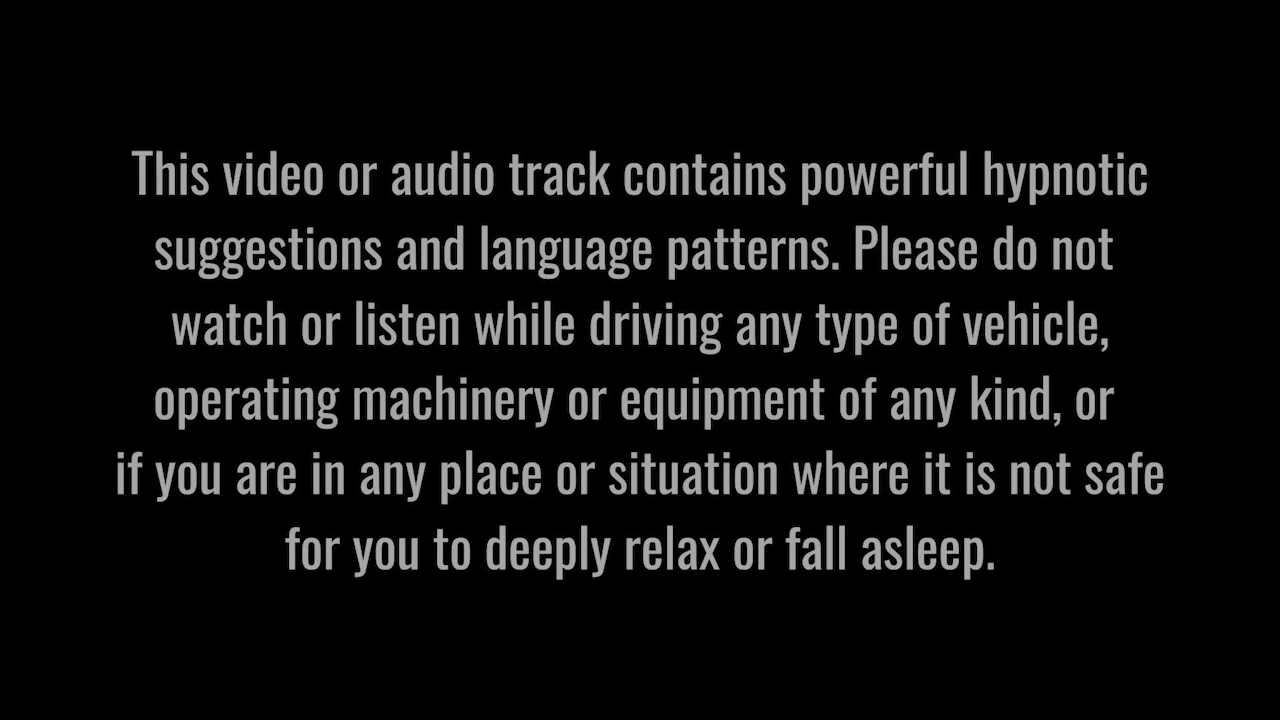 This video or audio track contains powerful hypnotic
suggestions and language patterns. Please do not
watch or listen while driving any type of vehicle,
operating machinery or equipment of any kind, or
if you are in any place or situation where it is not safe
for you to deeply relax or fall asleep.